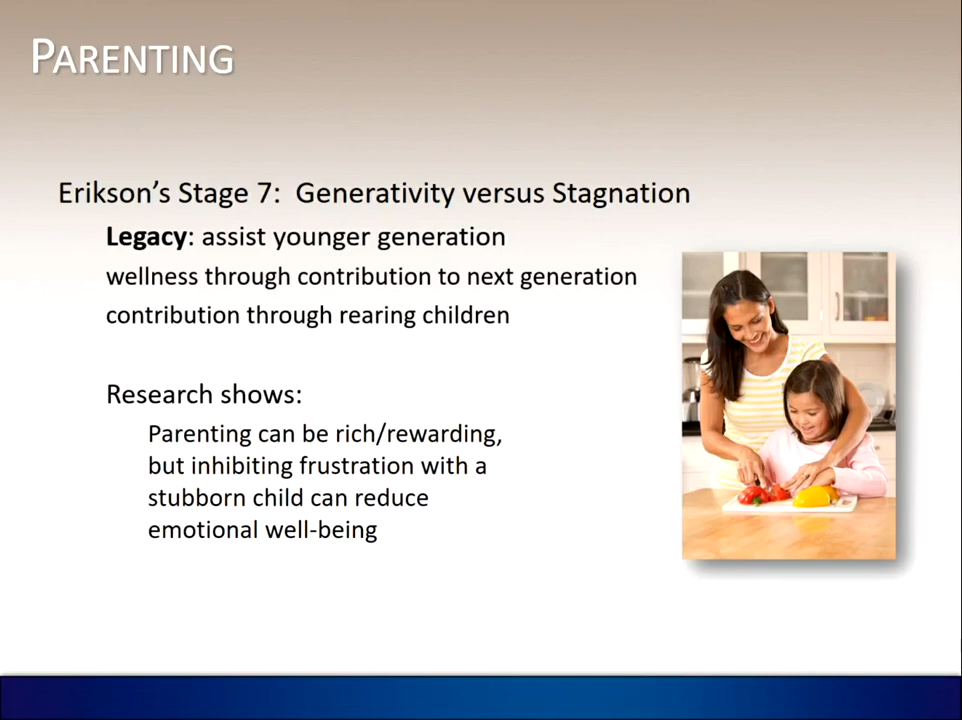 PARENTING
Erikson’s Stage 7:  Generativity versus Stagnation
Legacy: assist younger generation
wellness through contribution to next generation
contribution through rearing children
Research shows:
Parenting can be rich/rewarding,
but inhibiting frustration with a
stubborn child can reduce
emotional well-being